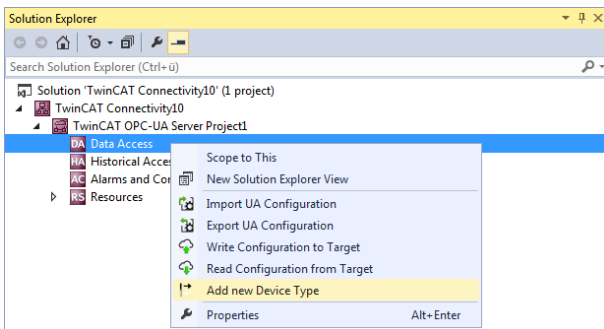 Solution Explorer
Search Solution Explorer (Ctrl+ü)
Solution 'TwinCAT Connectivity10' (1 project)
TwinCAT Connectivity10
TwinCAT OPC-UA Server Project1
DA Data Access
HA Historical Acces
AC Alarms and Cor
RS Resources
Scope to This
New Solution Explorer View
Import UA Configuration
Export UA Configuration
Write Configuration to Target
Read Configuration from Target
Add new Device Type
Properties Alt+Enter